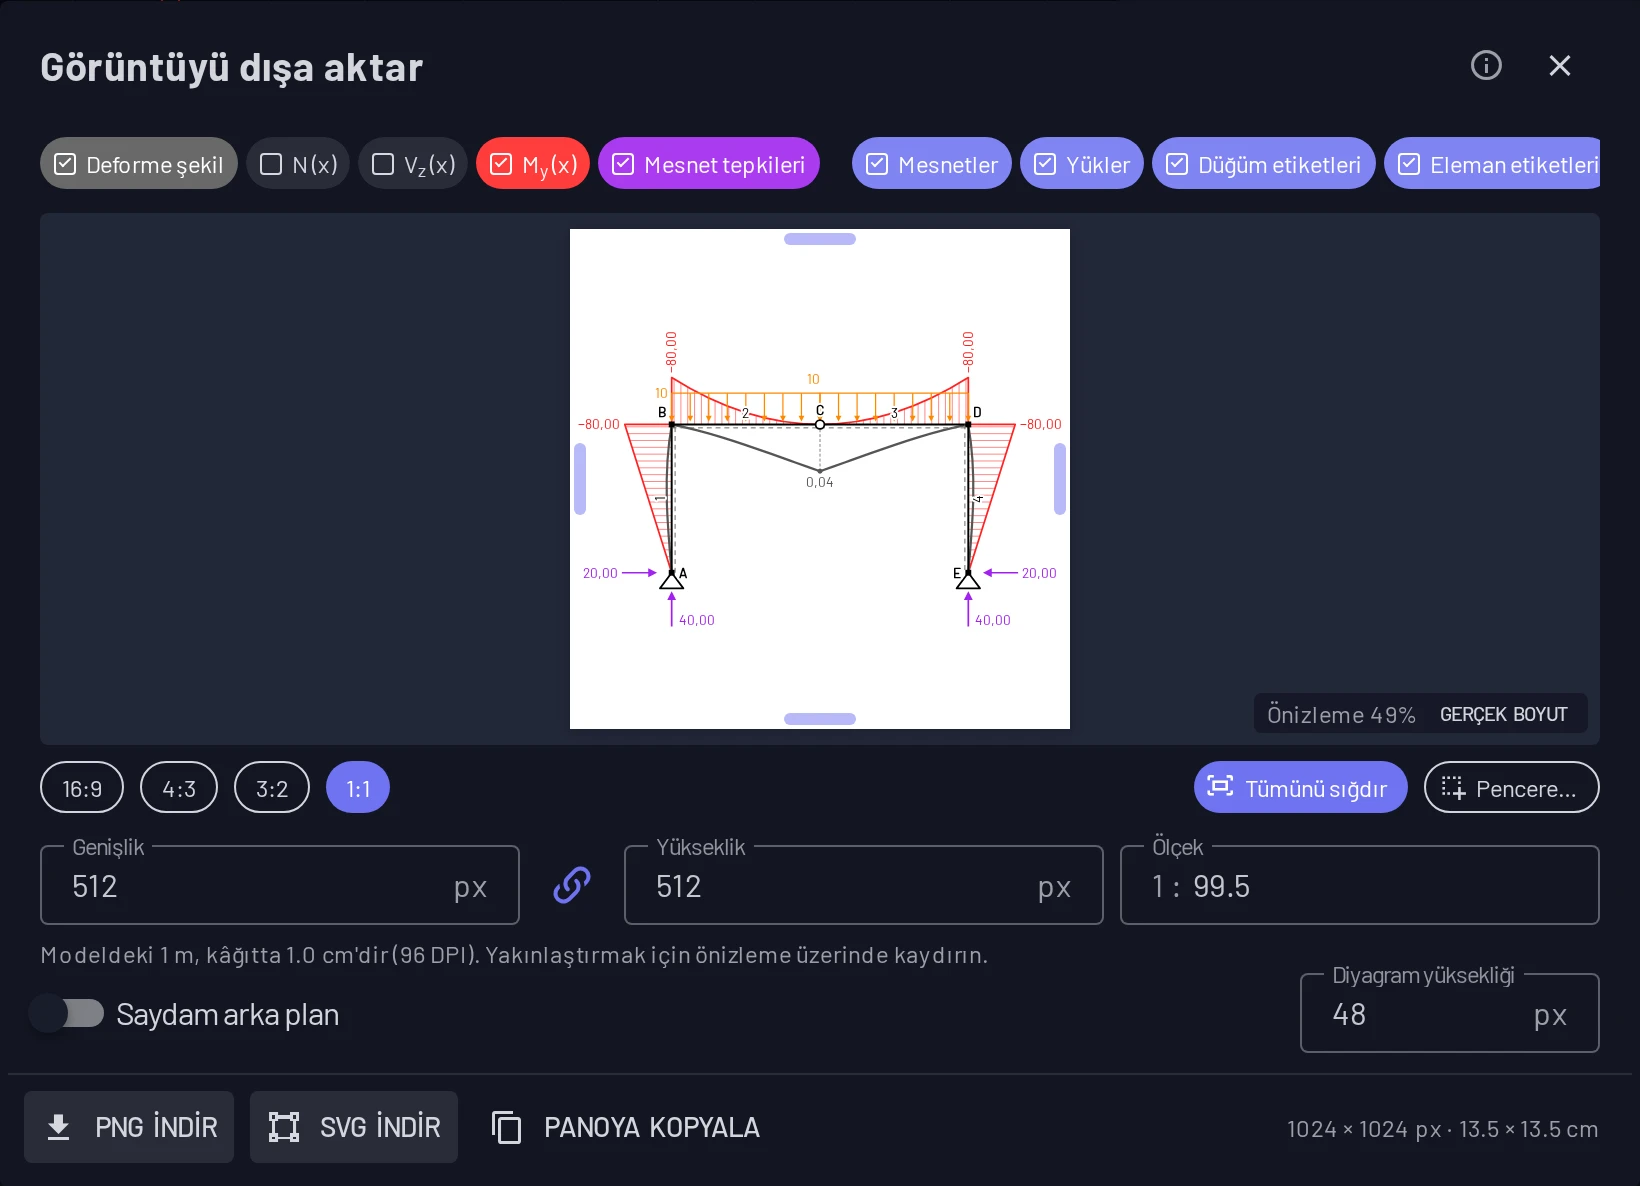 Görüntüyü dışa aktar
Deforme şekil N(x) Vz(x) My(x) Mesnet tepkileri Mesnetler Yükler Düğüm etiketleri Eleman etiketleri
−80,00 −80,00
10
10
B 2 C 3 D
−80,00 −80,00
0,04
1 4
20,00 A E 20,00
40,00 40,00
Önizleme 49% GERÇEK BOYUT
16:9 4:3 3:2 1:1 Tümünü sığdır Pencere...
Genişlik Yükseklik Ölçek
512 px 512 px 1 : 99.5
Modeldeki 1 m, kâğıtta 1.0 cm'dir (96 DPI). Yakınlaştırmak için önizleme üzerinde kaydırın.
Diyagram yüksekliği
Saydam arka plan 48 px
PNG İNDİR SVG İNDİR PANOYA KOPYALA 1024 × 1024 px · 13.5 × 13.5 cm